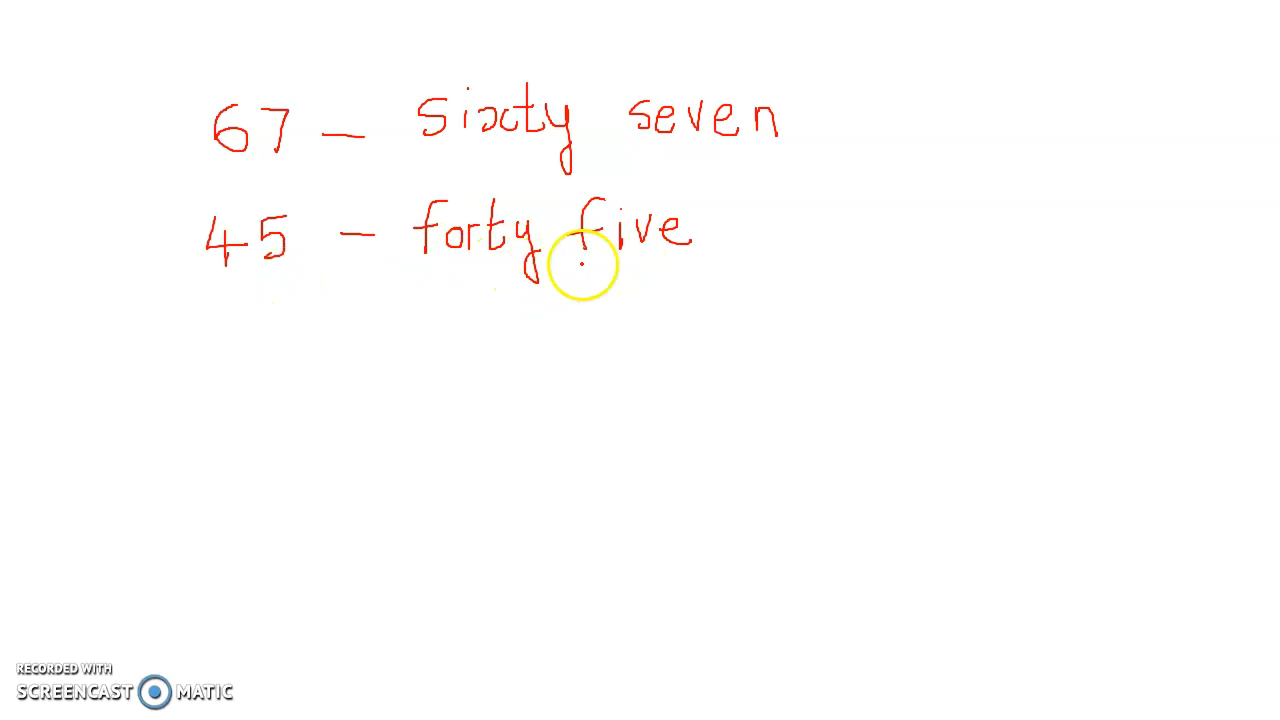 67 - sixty seven
45 - forty five
RECORDED WITH
SCREENCAST MATIC